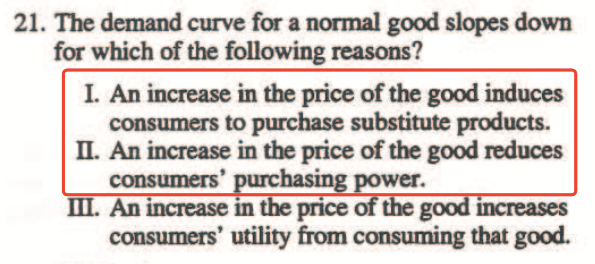 21. The demand curve for a normal good slopes down
for which of the following reasons?
I. An increase in the price of the good induces
consumers to purchase substitute products.
II. An increase in the price of the good reduces
consumers' purchasing power.
III. An increase in the price of the good increases
consumers' utility from consuming that good.